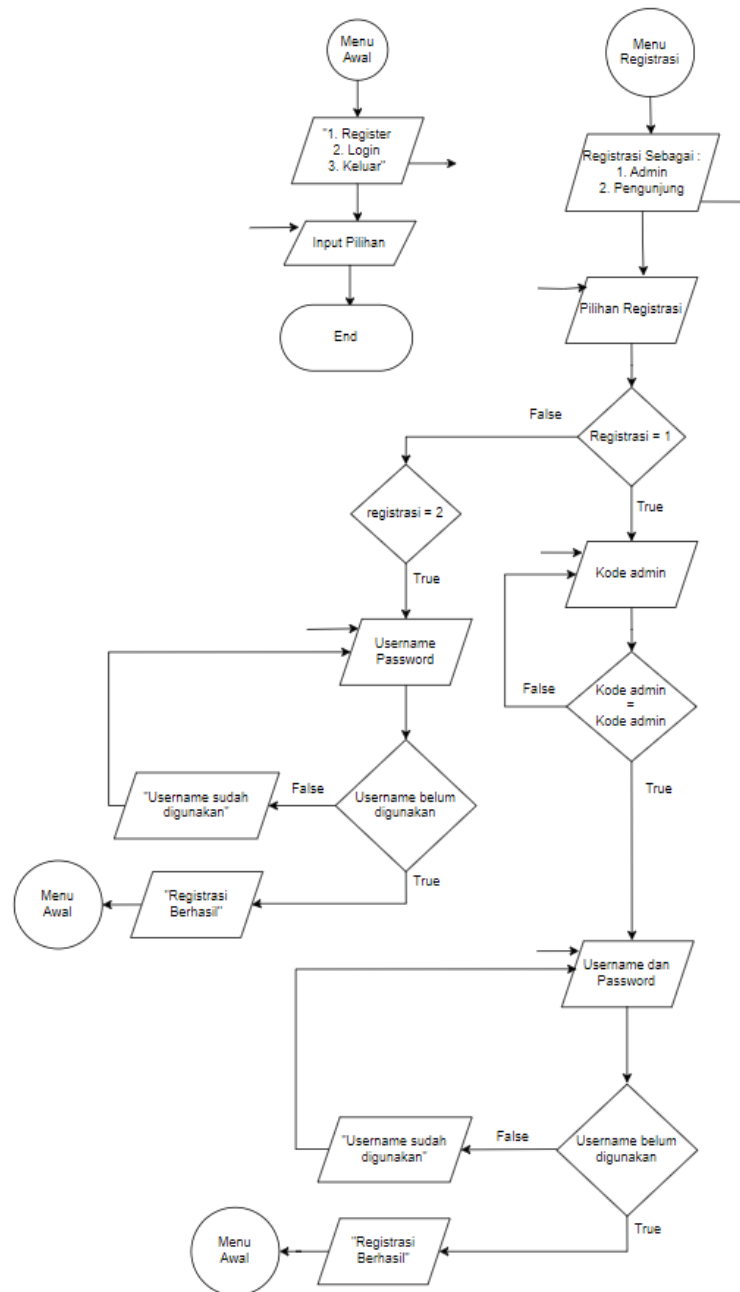 Menu
Awal
"1. Register
2. Login
3. Keluar"
Input Pilihan
End
Menu
Registrasi
Registrasi Sebagai :
1. Admin
2. Pengunjung
Pilihan Registrasi
Registrasi = 1
False
True
registrasi = 2
True
Username
Password
Username belum
digunakan
False
"Username sudah
digunakan"
True
"Registrasi
Berhasil"
Menu
Awal
Kode admin
Kode admin
=
Kode admin
False
True
Username dan
Password
Username belum
digunakan
False
"Username sudah
digunakan"
True
"Registrasi
Berhasil"
Menu
Awal